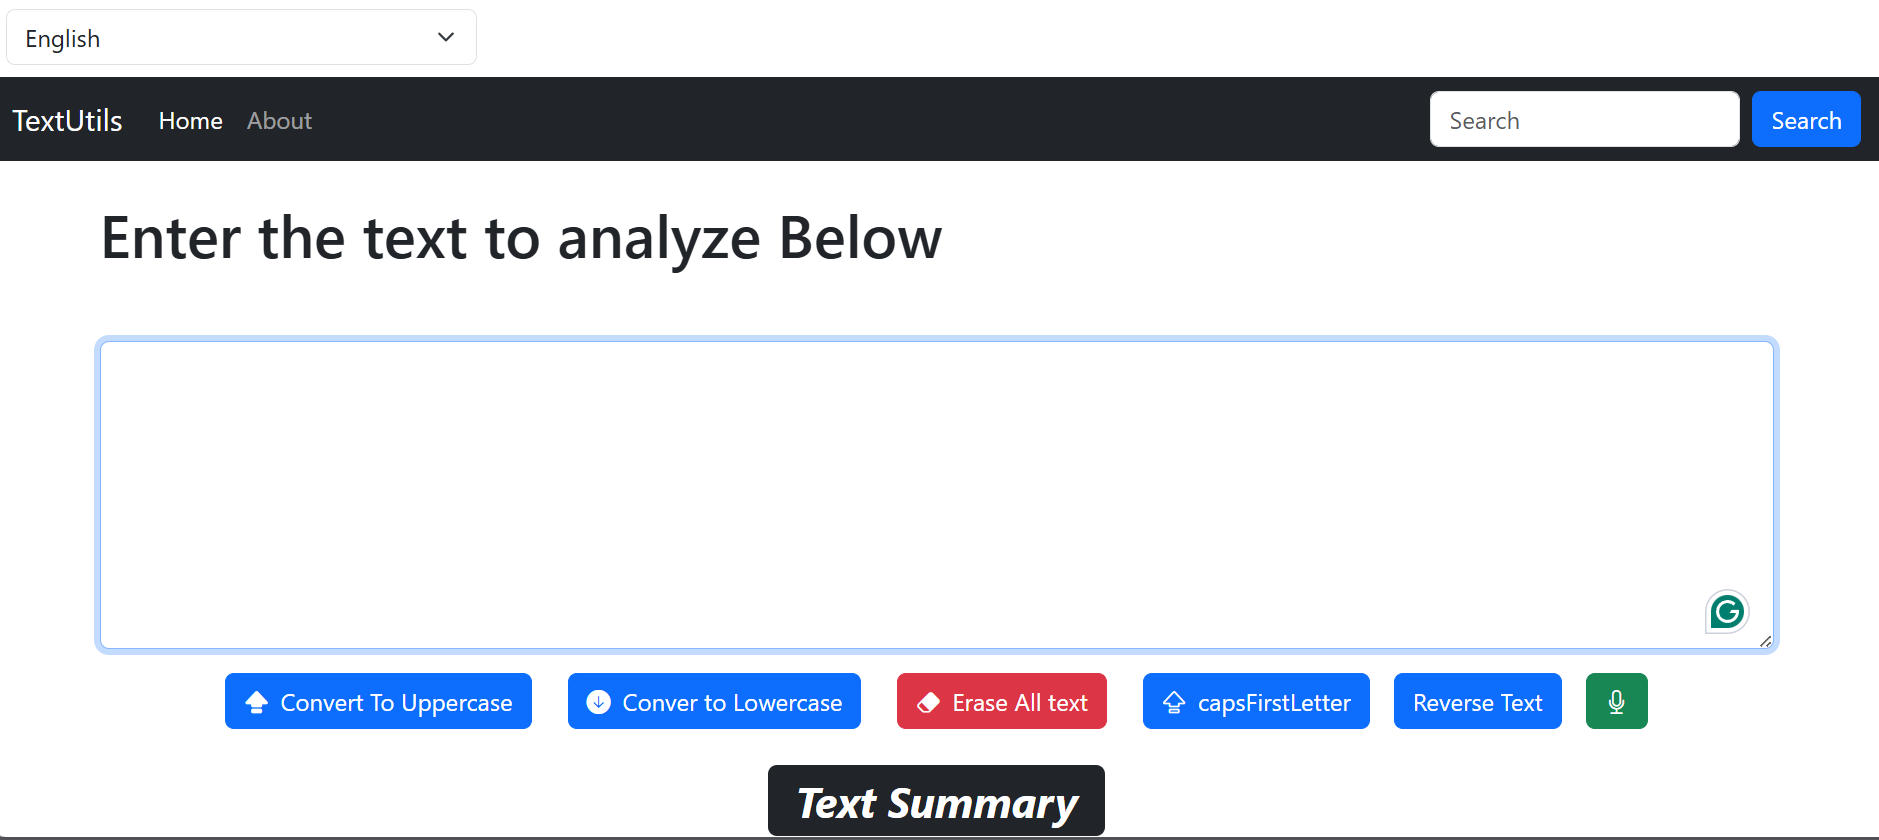 English
TextUtils Home About Search Search
Enter the text to analyze Below
Convert To Uppercase Conver to Lowercase Erase All text capsFirstLetter Reverse Text
Text Summary